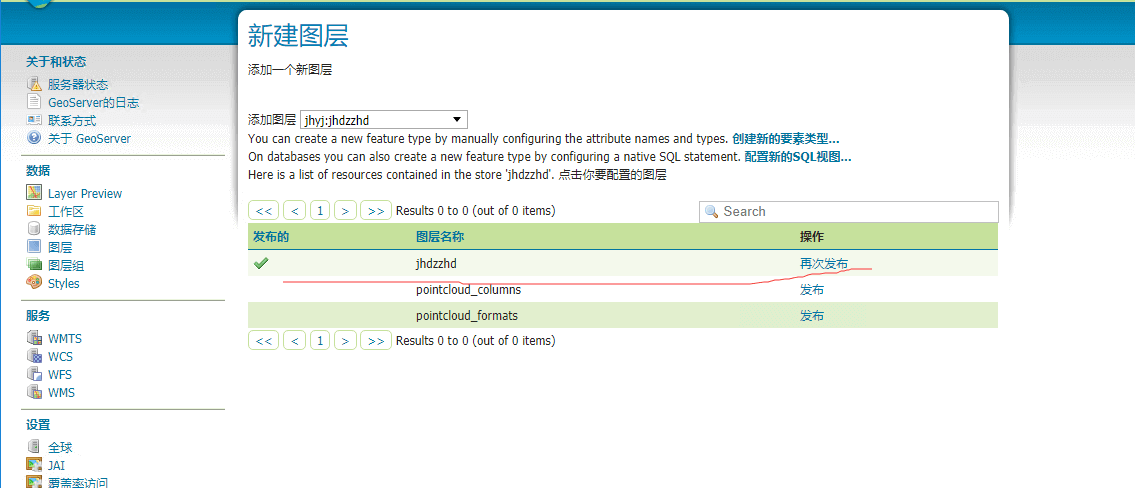 新建图层
添加一个新图层
添加图层 jhyj:jhdzzhd
You can create a new feature type by manually configuring the attribute names and types. 创建新的要素类型...
On databases you can also create a new feature type by configuring a native SQL statement. 配置新的SQL视图...
Here is a list of resources contained in the store 'jhdzzhd'. 点击你要配置的图层
<< < 1 > >> Results 0 to 0 (out of 0 items) Search
发布的 图层名称 操作
jhdzzhd 再次发布
pointcloud_columns 发布
pointcloud_formats 发布
<< < 1 > >> Results 0 to 0 (out of 0 items)
关于和状态
服务器状态
GeoServer的日志
联系方式
关于 GeoServer
数据
Layer Preview
工作区
数据存储
图层
图层组
Styles
服务
WMTS
WCS
WFS
WMS
设置
全球
JAI
覆盖率访问